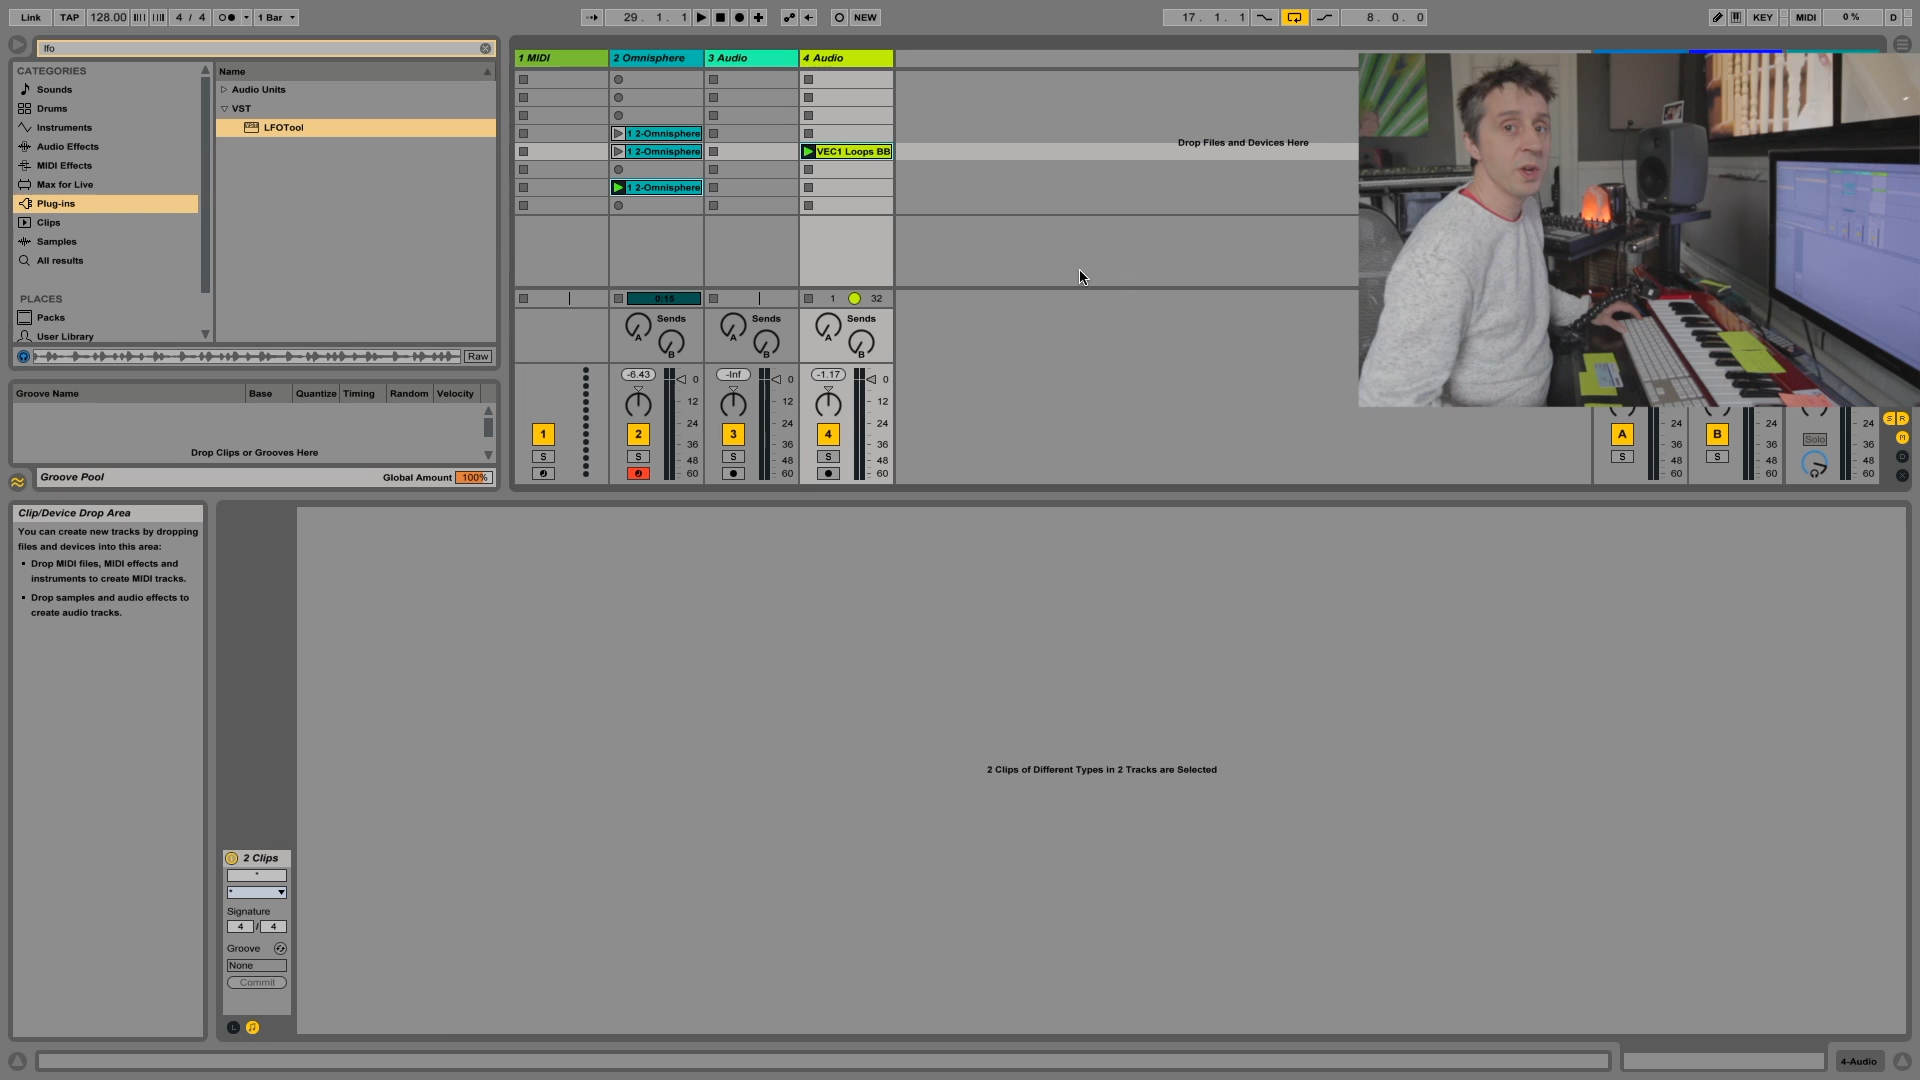 Link TAP 128.00 4 / 4 1 Bar 29. 1. 1 NEW 17. 1. 1 8. 0. 0 KEY MIDI 0 % D
lfo
CATEGORIES
Sounds
Drums
Instruments
Audio Effects
MIDI Effects
Max for Live
Plug-ins
Clips
Samples
All results
PLACES
Packs
User Library
Name
Audio Units
VST
LFOTool
Raw
Groove Name Base Quantize Timing Random Velocity
Drop Clips or Grooves Here
Groove Pool Global Amount 100%
1 MIDI 2 Omnisphere 3 Audio 4 Audio
1 2-Omnisphere
1 2-Omnisphere VEC1 Loops BB
1 2-Omnisphere
Drop Files and Devices Here
0:15 1 32
Sends Sends Sends
A A A
B B B
-6.43 -Inf -1.17
0 0 0
12 12 12
24 24 24 24 24 24
1 2 3 4 A B Solo
36 36 36 36 36 36
S S S S S S
48 48 48 48 48 48
60 60 60 60 60 60
S R
M
D
X
Clip/Device Drop Area
You can create new tracks by dropping
files and devices into this area:
Drop MIDI files, MIDI effects and
instruments to create MIDI tracks.
Drop samples and audio effects to
create audio tracks.
2 Clips of Different Types in 2 Tracks are Selected
2 Clips
*
*
Signature
4 / 4
Groove
None
Commit
L
4-Audio